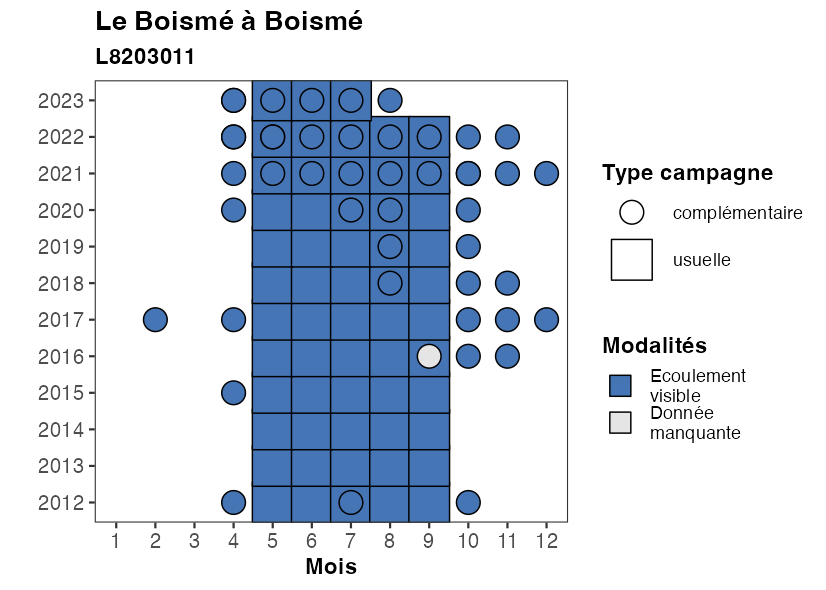 Le Boismé à Boismé
L8203011
2023
2022
2021
2020
2019
2018
2017
2016
2015
2014
2013
2012
1 2 3 4 5 6 7 8 9 10 11 12
Mois
Type campagne
complémentaire
usuelle
Modalités
Ecoulement
visible
Donnée
manquante